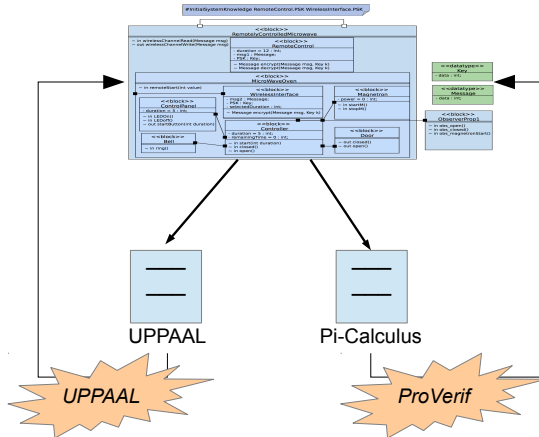 #InitialSystemKnowledge RemoteControl.PSK WirelessInterface.PSK
<<block>>
RemotelyControlledMicrowave
~ in wirelessChannelRead(Message msg)
~ out wirelessChannelWrite(Message msg)
<<block>>
RemoteControl
- duration = 12 : int;
- msg1 : Message;
- PSK : Key;
~ Message encrypt(Message msg, Key k)
~ Message decrypt(Message msg, Key k)
<<block>>
MicroWaveOven
~ in remoteStart(int value)
<<block>>
WirelessInterface
- msg2 : Message;
- PSK : Key;
~ Message encrypt(Message msg, Key k)
<<block>>
Magnetron
- power = 0 : int;
~ in startM()
~ in stopM()
<<block>>
ControlPanel
- duration = 0 : int;
~ in LEDOn()
~ in LEDoff()
~ out startButton(int duration)
<<block>>
Controller
- duration = 5 : int;
- remainingTime = 0 : int;
~ in start(int duration)
~ in closed()
~ in open()
<<block>>
Bell
~ in ring()
<<block>>
Door
~ out closed()
~ out open()
<<datatype>>
Key
- data : int;
<<datatype>>
Message
- data : int;
<<block>>
ObserverProp1
~ in obs_open()
~ in obs_closed()
~ in obs_magnetronStart()
UPPAAL
Pi-Calculus
UPPAAL
ProVerif